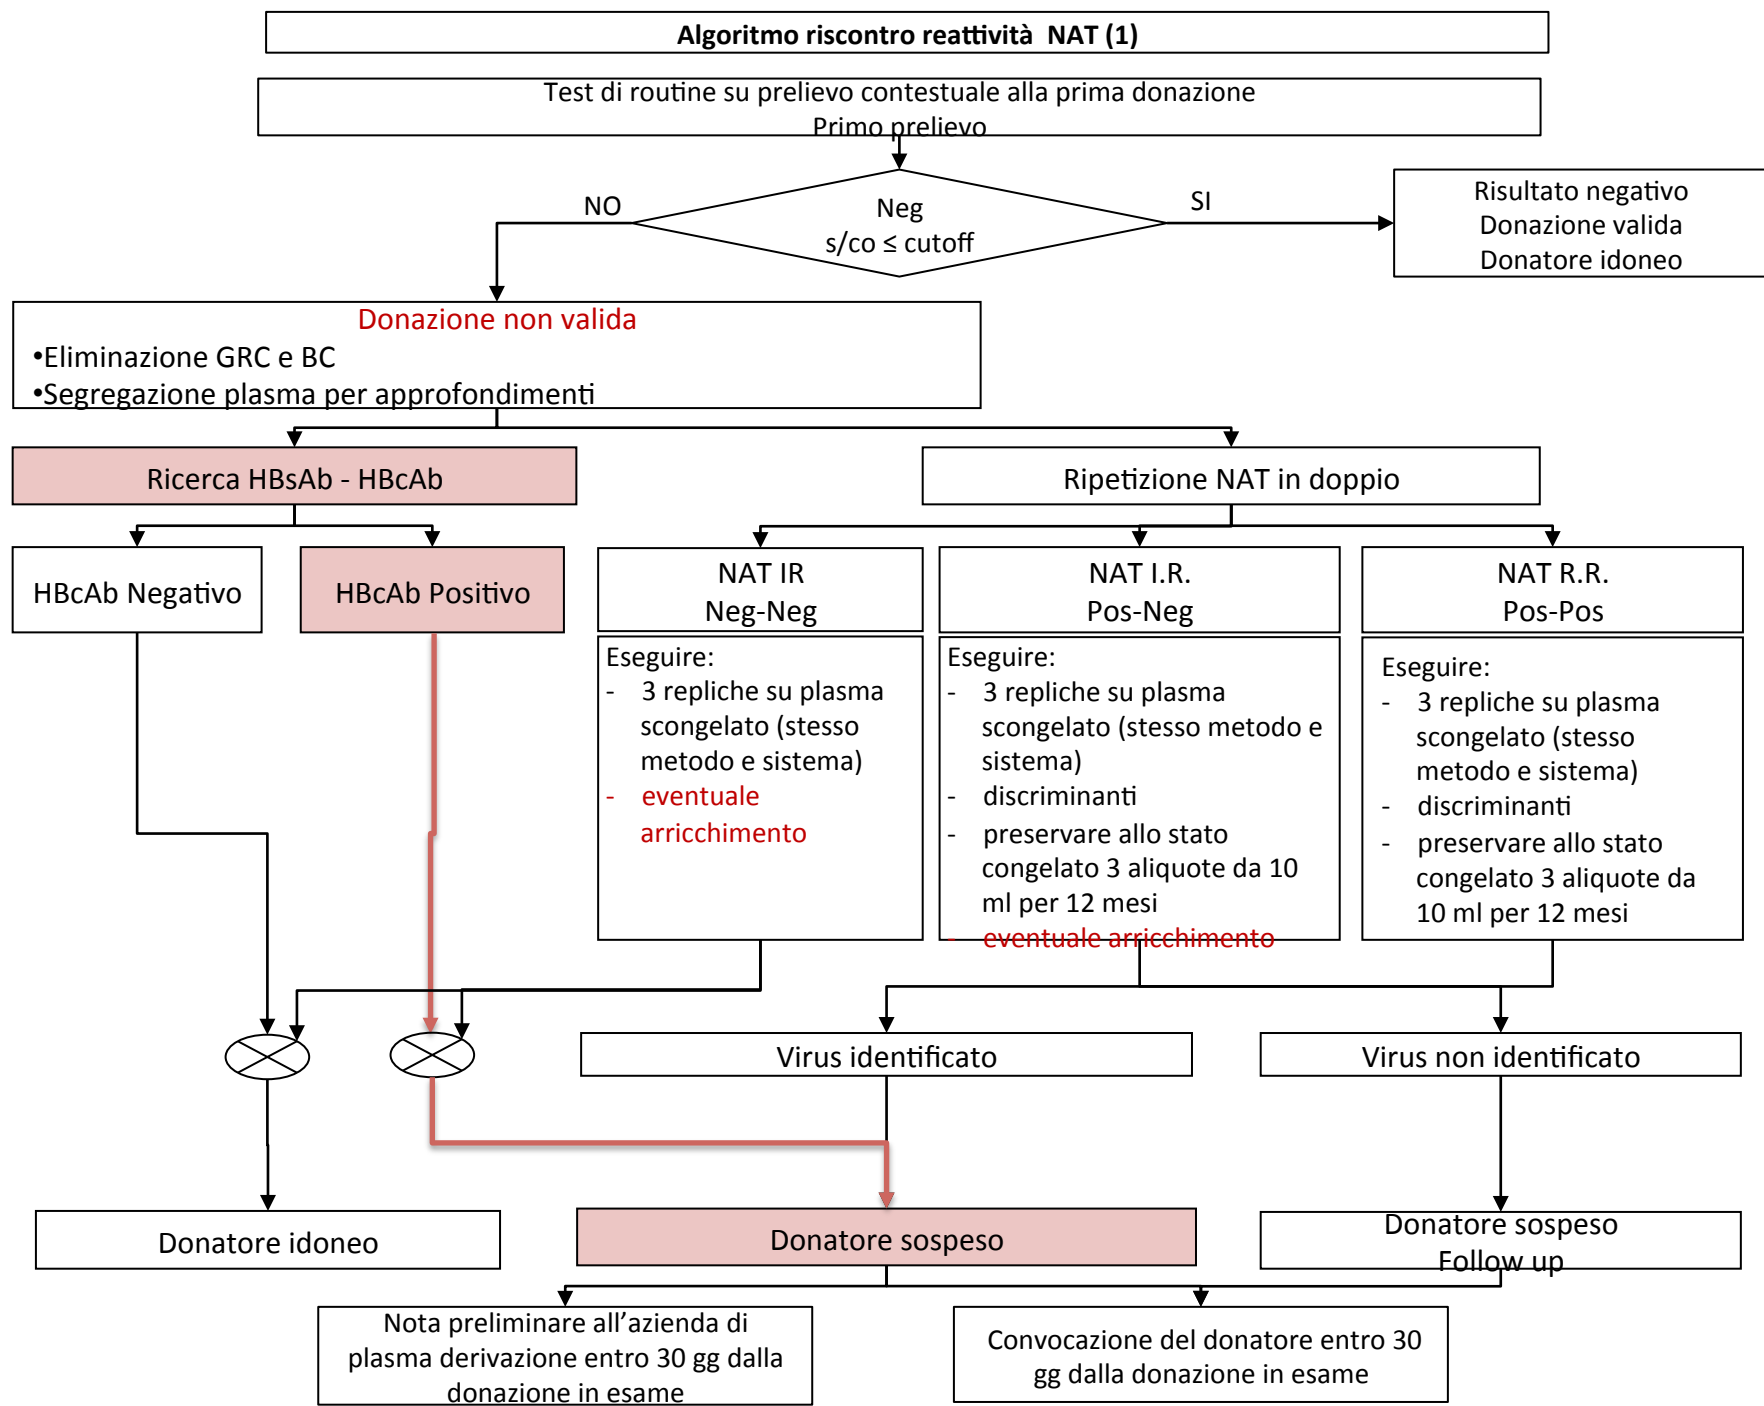 Algoritmo riscontro reattività NAT (1)
Test di routine su prelievo contestuale alla prima donazione
Primo prelievo
NO
Neg
s/co ≤ cutoff
SI
Risultato negativo
Donazione valida
Donatore idoneo
Donazione non valida
•Eliminazione GRC e BC
•Segregazione plasma per approfondimenti
Ricerca HBsAb - HBcAb
Ripetizione NAT in doppio
HBcAb Negativo
HBcAb Positivo
NAT IR
Neg-Neg
NAT I.R.
Pos-Neg
NAT R.R.
Pos-Pos
Eseguire:
- 3 repliche su plasma
scongelato (stesso
metodo e sistema)
- eventuale
arricchimento
Eseguire:
- 3 repliche su plasma
scongelato (stesso metodo e
sistema)
- discriminanti
- preservare allo stato
congelato 3 aliquote da 10
ml per 12 mesi
- eventuale arricchimento
Eseguire:
- 3 repliche su plasma
scongelato (stesso
metodo e sistema)
- discriminanti
- preservare allo stato
congelato 3 aliquote da
10 ml per 12 mesi
Virus identificato
Virus non identificato
Donatore idoneo
Donatore sospeso
Donatore sospeso
Follow up
Nota preliminare all’azienda di
plasma derivazione entro 30 gg dalla
donazione in esame
Convocazione del donatore entro 30
gg dalla donazione in esame